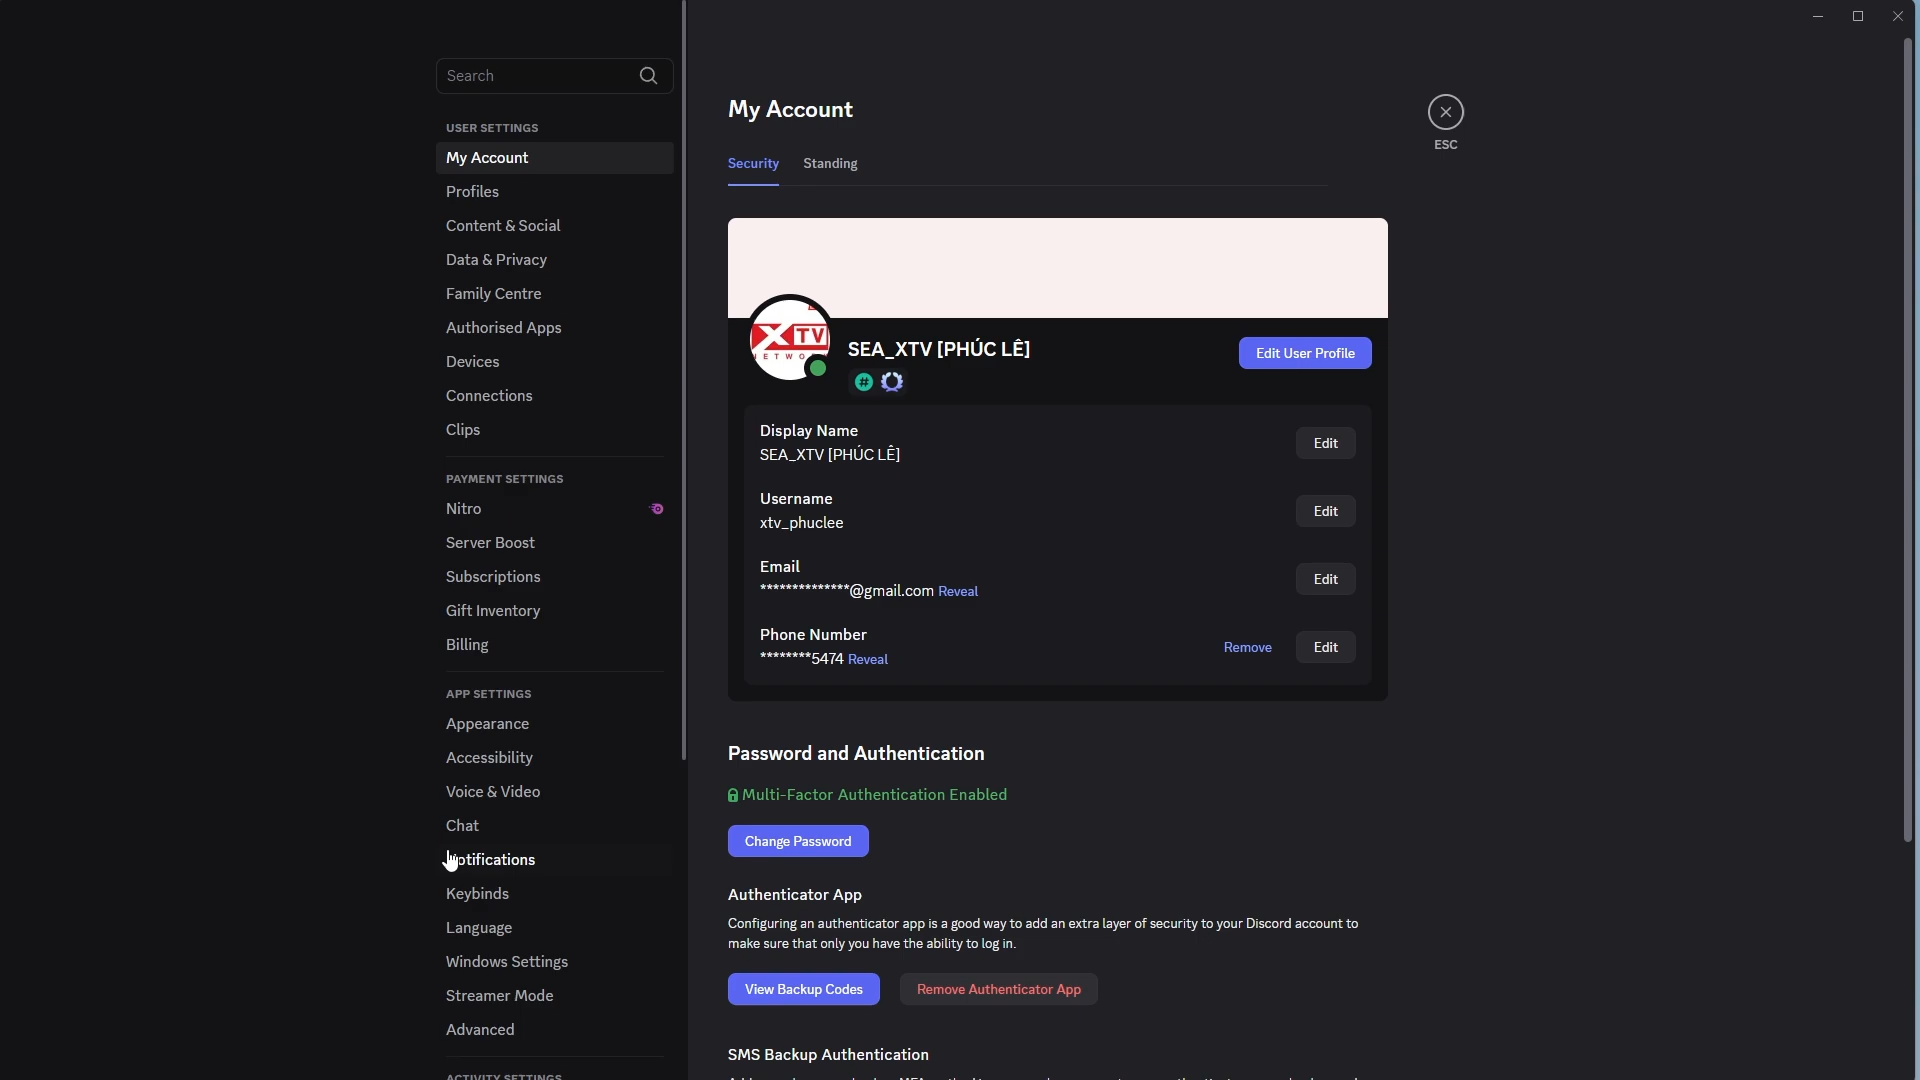 Search
USER SETTINGS
My Account
Profiles
Content & Social
Data & Privacy
Family Centre
Authorised Apps
Devices
Connections
Clips
PAYMENT SETTINGS
Nitro
Server Boost
Subscriptions
Gift Inventory
Billing
APP SETTINGS
Appearance
Accessibility
Voice & Video
Chat
otifications
Keybinds
Language
Windows Settings
Streamer Mode
Advanced
ACTIVITY SETTINGS
My Account
ESC
Security Standing
XTV
NETWO
SEA_XTV [PHÚC LÊ]
Edit User Profile
Display Name
SEA_XTV [PHÚC LÊ]
Edit
Username
xtv_phuclee
Edit
Email
**************@gmail.com Reveal
Edit
Phone Number
********5474 Reveal
Remove Edit
Password and Authentication
Multi-Factor Authentication Enabled
Change Password
Authenticator App
Configuring an authenticator app is a good way to add an extra layer of security to your Discord account to
make sure that only you have the ability to log in.
View Backup Codes Remove Authenticator App
SMS Backup Authentication